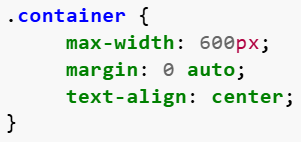 .container {
     max-width: 600px;
     margin: 0 auto;
     text-align: center;
}